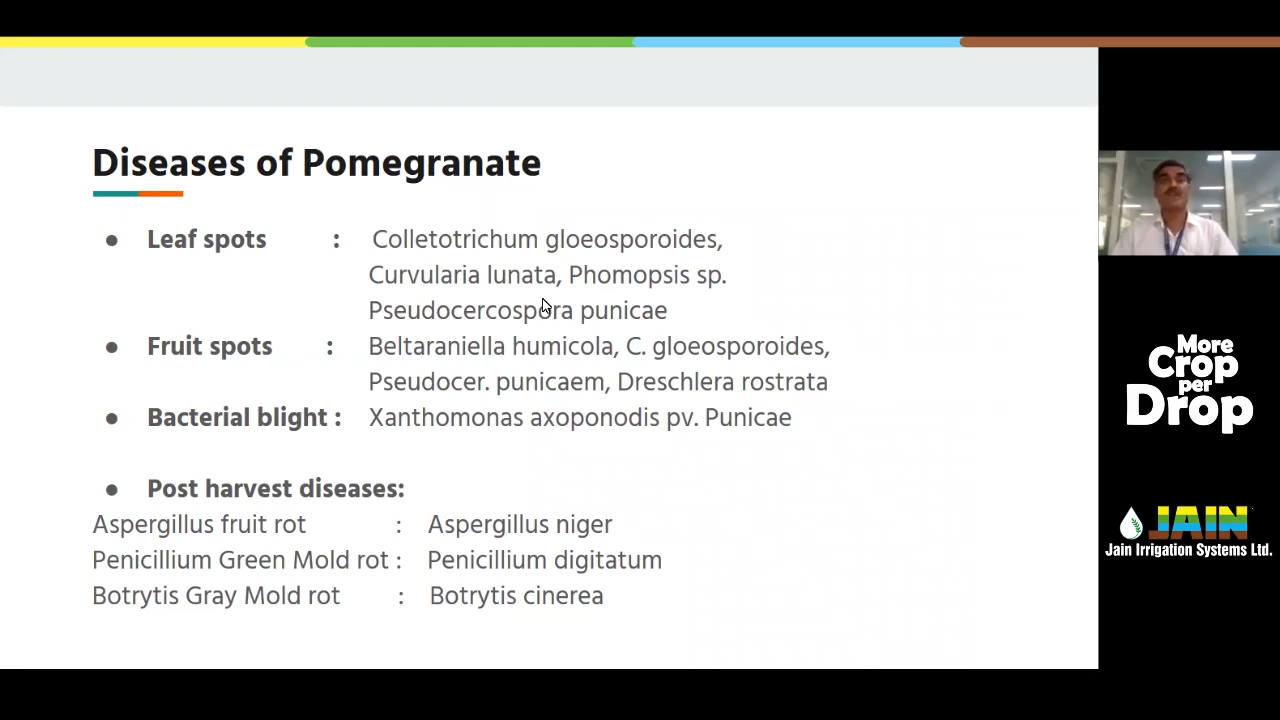 Diseases of Pomegranate
● Leaf spots : Colletotrichum gloeosporoides,
Curvularia lunata, Phomopsis sp.
Pseudocercospora punicae
● Fruit spots : Beltaraniella humicola, C. gloeosporoides,
Pseudocer. punicaem, Dreschlera rostrata
● Bacterial blight : Xanthomonas axoponodis pv. Punicae
● Post harvest diseases:
Aspergillus fruit rot : Aspergillus niger
Penicillium Green Mold rot : Penicillium digitatum
Botrytis Gray Mold rot : Botrytis cinerea
More
Crop
per
Drop
JAIN
Jain Irrigation Systems Ltd.